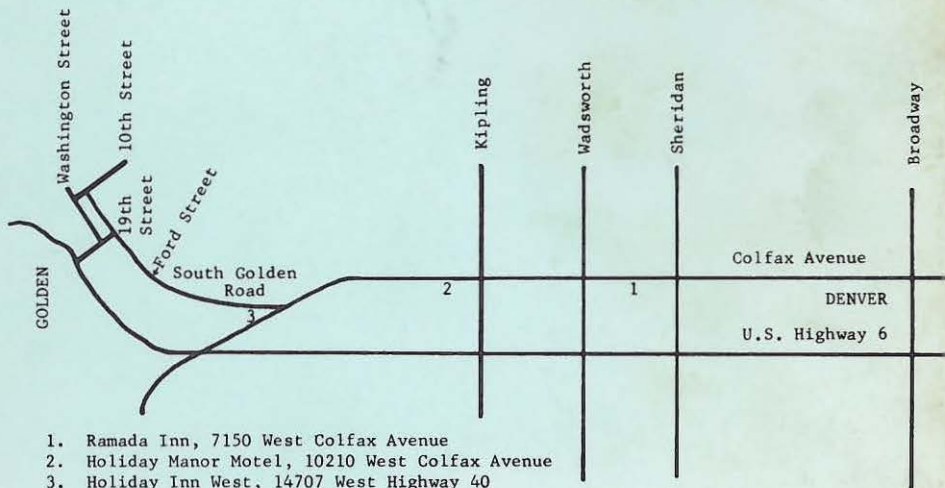 Washington Street
10th Street
19th
Street
Ford Street
GOLDEN
South Golden
Road
3
2
Kipling
Wadsworth
1
Sheridan
Broadway
Colfax Avenue
DENVER
U.S. Highway 6
1. Ramada Inn, 7150 West Colfax Avenue
2. Holiday Manor Motel, 10210 West Colfax Avenue
3. Holiday Inn West, 14707 West Highway 40